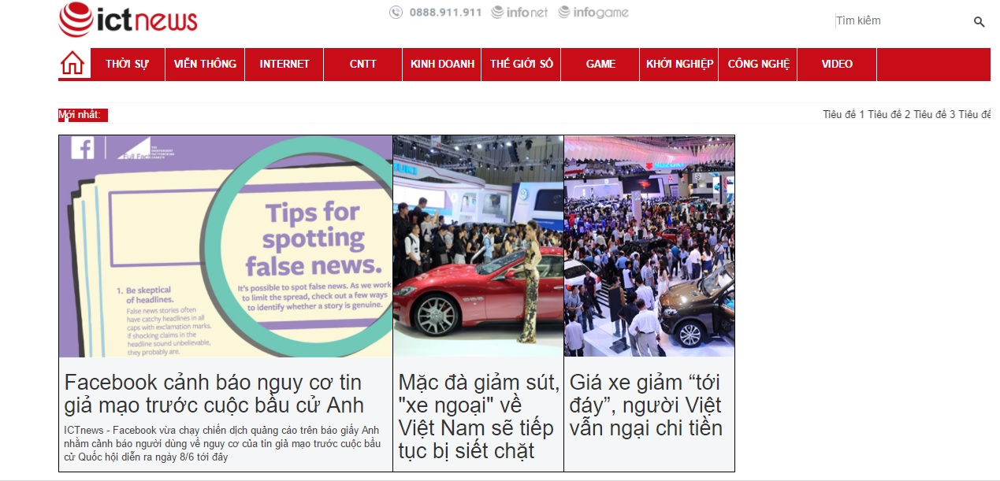 ictnews
0888.911.911 infonet infogame
Tìm kiếm
THỜI SỰ VIỄN THÔNG INTERNET CNTT KINH DOANH THẾ GIỚI SỐ GAME KHỞI NGHIỆP CÔNG NGHỆ VIDEO
Mới nhất:
Tiêu đề 1 Tiêu đề 2 Tiêu đề 3 Tiêu đề
Full Fact
THE
INDEPENDENT
FACTCHECKING
CHARITY
Tips for
spotting
false news.
It's possible to spot false news. As we work
to limit the spread, check out a few ways
to identify whether a story is genuine.
1. Be skeptical
of headlines.
False news stories often
have catchy headlines in all
caps with exclamation marks.
If shocking claims in the
headline sound unbelievable,
they probably are.
UKI
SUZUKI
Facebook cảnh báo nguy cơ tin
giả mạo trước cuộc bầu cử Anh
ICTnews - Facebook vừa chạy chiến dịch quảng cáo trên báo giấy Anh
nhằm cảnh báo người dùng về nguy cơ của tin giả mạo trước cuộc bầu
cử Quốc hội diễn ra ngày 8/6 tới đây
Mặc đà giảm sút,
"xe ngoại" về
Việt Nam sẽ tiếp
tục bị siết chặt
Giá xe giảm “tới
đáy”, người Việt
vẫn ngại chi tiền